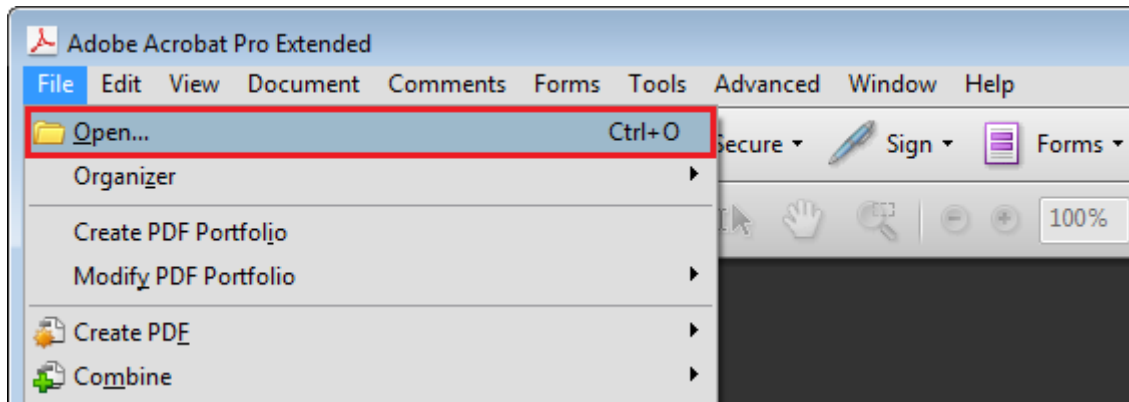 Adobe Acrobat Pro Extended
File Edit View Document Comments Forms Tools Advanced Window Help
Open... Ctrl+O
Secure Sign Forms
Organizer
100%
Create PDF Portfolio
Modify PDF Portfolio
Create PDF
Combine